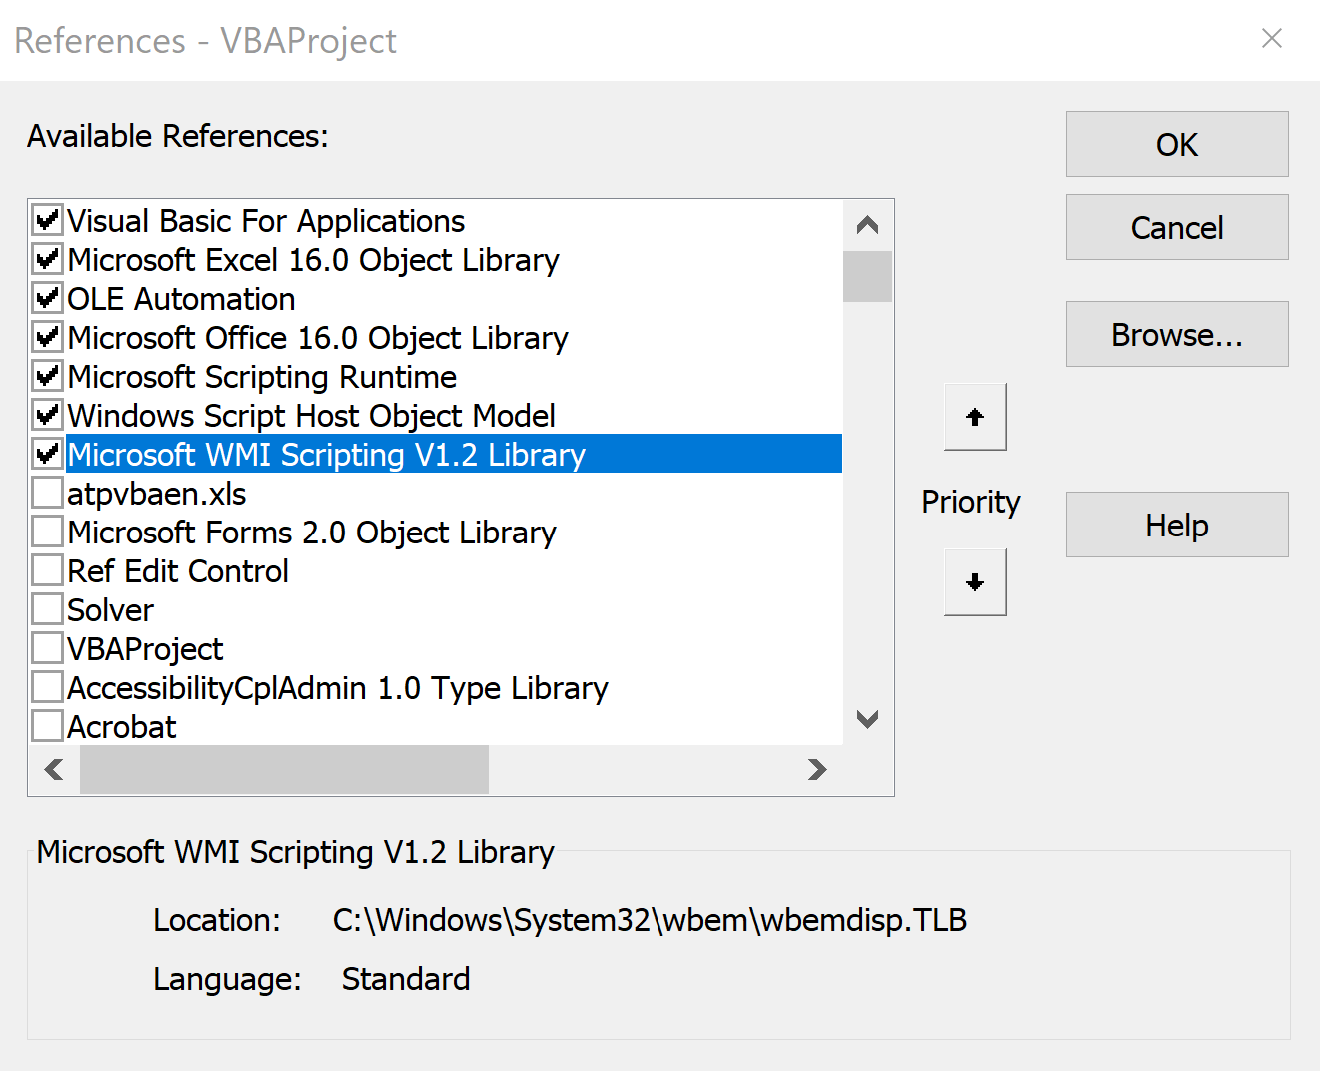 References - VBAProject
Available References:
OK
Cancel
Browse...
Visual Basic For Applications
Microsoft Excel 16.0 Object Library
OLE Automation
Microsoft Office 16.0 Object Library
Microsoft Scripting Runtime
Windows Script Host Object Model
Microsoft WMI Scripting V1.2 Library
atpvbaen.xls
Microsoft Forms 2.0 Object Library
Ref Edit Control
Solver
VBAProject
AccessibilityCplAdmin 1.0 Type Library
Acrobat
Priority
Help
Microsoft WMI Scripting V1.2 Library
Location: C:\Windows\System32\wbem\wbemdisp.TLB
Language: Standard